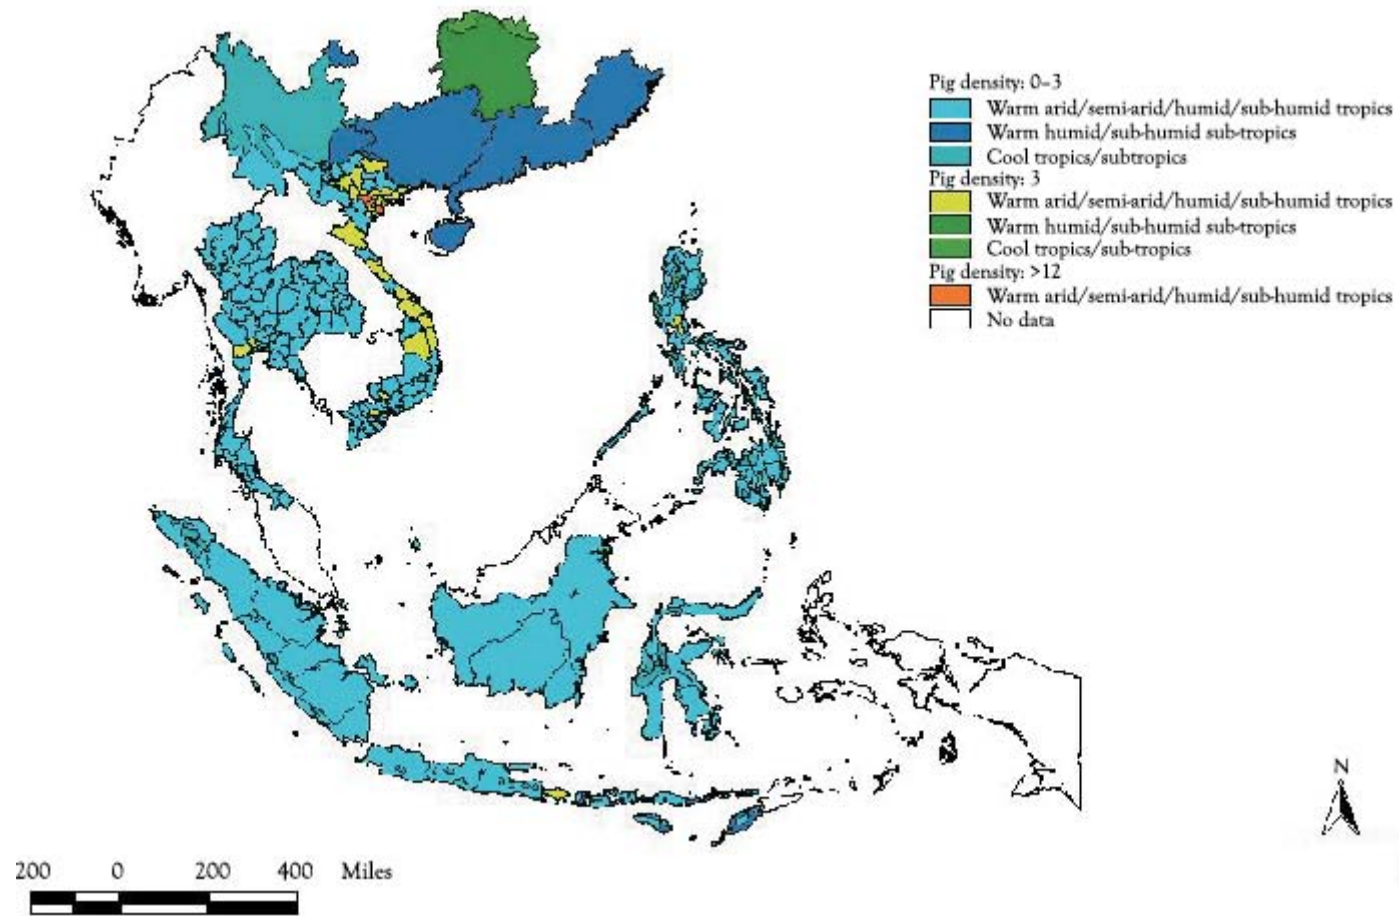 Pig density: 0–3
Warm arid/semi-arid/humid/sub-humid tropics
Warm humid/sub-humid sub-tropics
Cool tropics/subtropics
Pig density: 3
Warm arid/semi-arid/humid/sub-humid tropics
Warm humid/sub-humid sub-tropics
Cool tropics/sub-tropics
Pig density: >12
Warm arid/semi-arid/humid/sub-humid tropics
No data
N
200 0 200 400 Miles